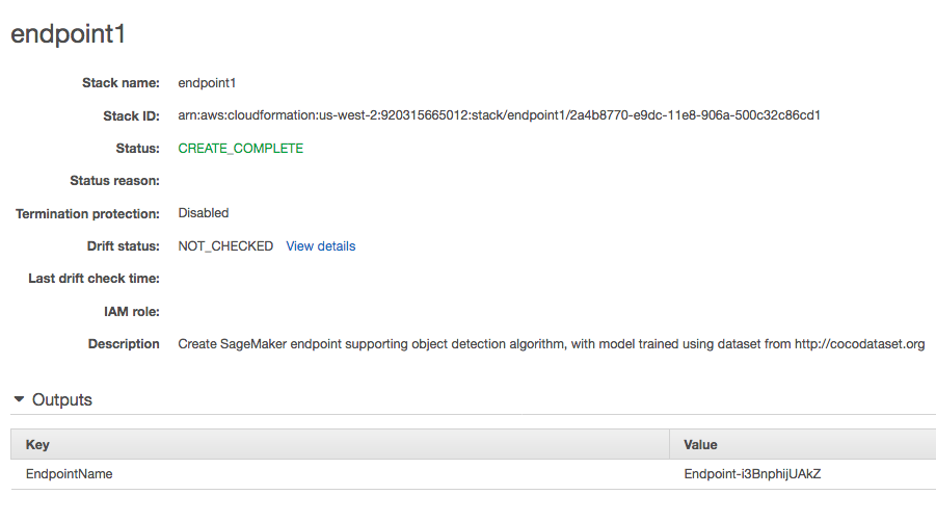 endpoint1
Stack name: endpoint1
Stack ID: arn:aws:cloudformation:us-west-2:920315665012:stack/endpoint1/2a4b8770-e9dc-11e8-906a-500c32c86cd1
Status: CREATE_COMPLETE
Status reason:
Termination protection: Disabled
Drift status: NOT_CHECKED View details
Last drift check time:
IAM role:
Description Create SageMaker endpoint supporting object detection algorithm, with model trained using dataset from http://cocodataset.org
Outputs
Key Value
EndpointName Endpoint-i3BnphijUAkZ